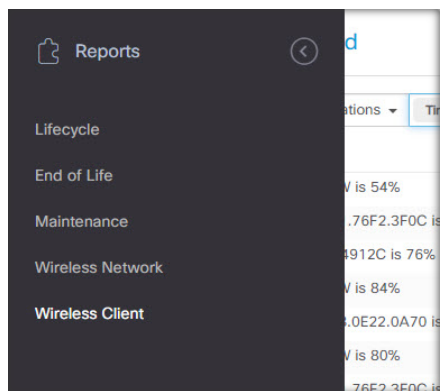 Reports
d
ations
Lifecycle
End of Life
is 54%
Maintenance
.76F2.3F0C is
4912C is 76%
Wireless Network
is 84%
Wireless Client
.0E22.0A70 is
is 80%